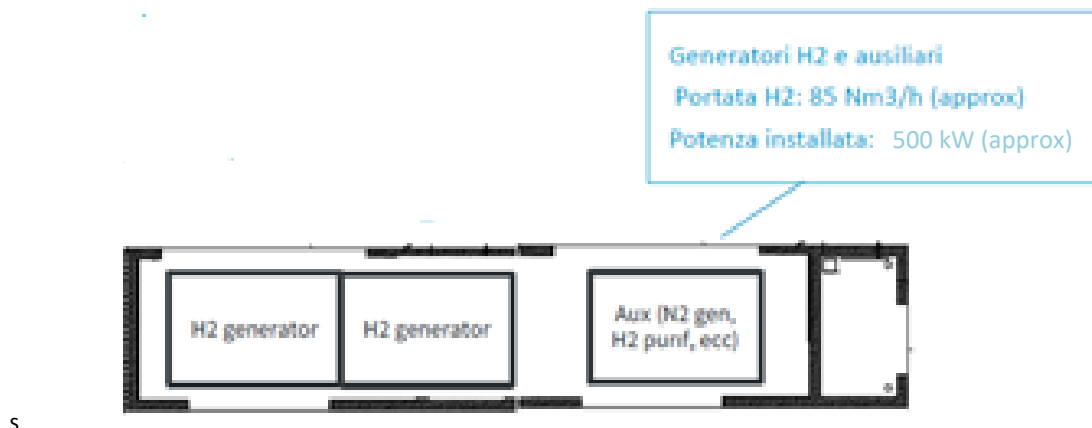 Generatori H2 e ausiliari
Portata H2: 85 Nm3/h (approx)
Potenza installata: 500 kW (approx)
H2 generator
H2 generator
Aux (N2 gen,
H2 purif, ecc)
s